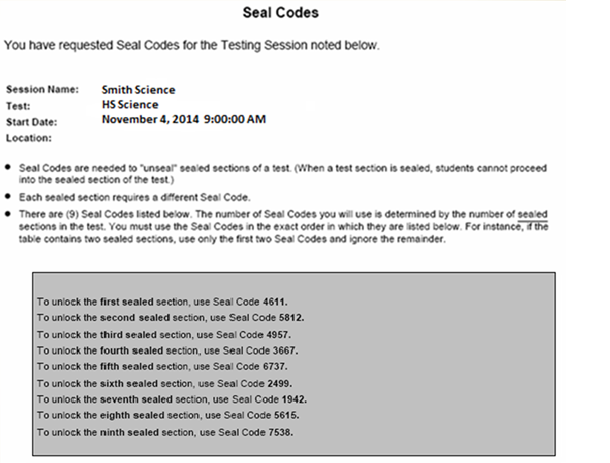 Seal Codes
You have requested Seal Codes for the Testing Session noted below.
Session Name: Smith Science
Test: HS Science
Start Date: November 4, 2014 9:00:00 AM
Location:
• Seal Codes are needed to "unseal" sealed sections of a test. (When a test section is sealed, students cannot proceed
into the sealed section of the test.)
• Each sealed section requires a different Seal Code.
• There are (9) Seal Codes listed below. The number of Seal Codes you will use is determined by the number of sealed
sections in the test. You must use the Seal Codes in the exact order in which they are listed below. For instance, if the
table contains two sealed sections, use only the first two Seal Codes and ignore the remainder.
To unlock the first sealed section, use Seal Code 4611.
To unlock the second sealed section, use Seal Code 5812.
To unlock the third sealed section, use Seal Code 4957.
To unlock the fourth sealed section, use Seal Code 3667.
To unlock the fifth sealed section, use Seal Code 6737.
To unlock the sixth sealed section, use Seal Code 2499.
To unlock the seventh sealed section, use Seal Code 1942.
To unlock the eighth sealed section, use Seal Code 5615.
To unlock the ninth sealed section, use Seal Code 7538.